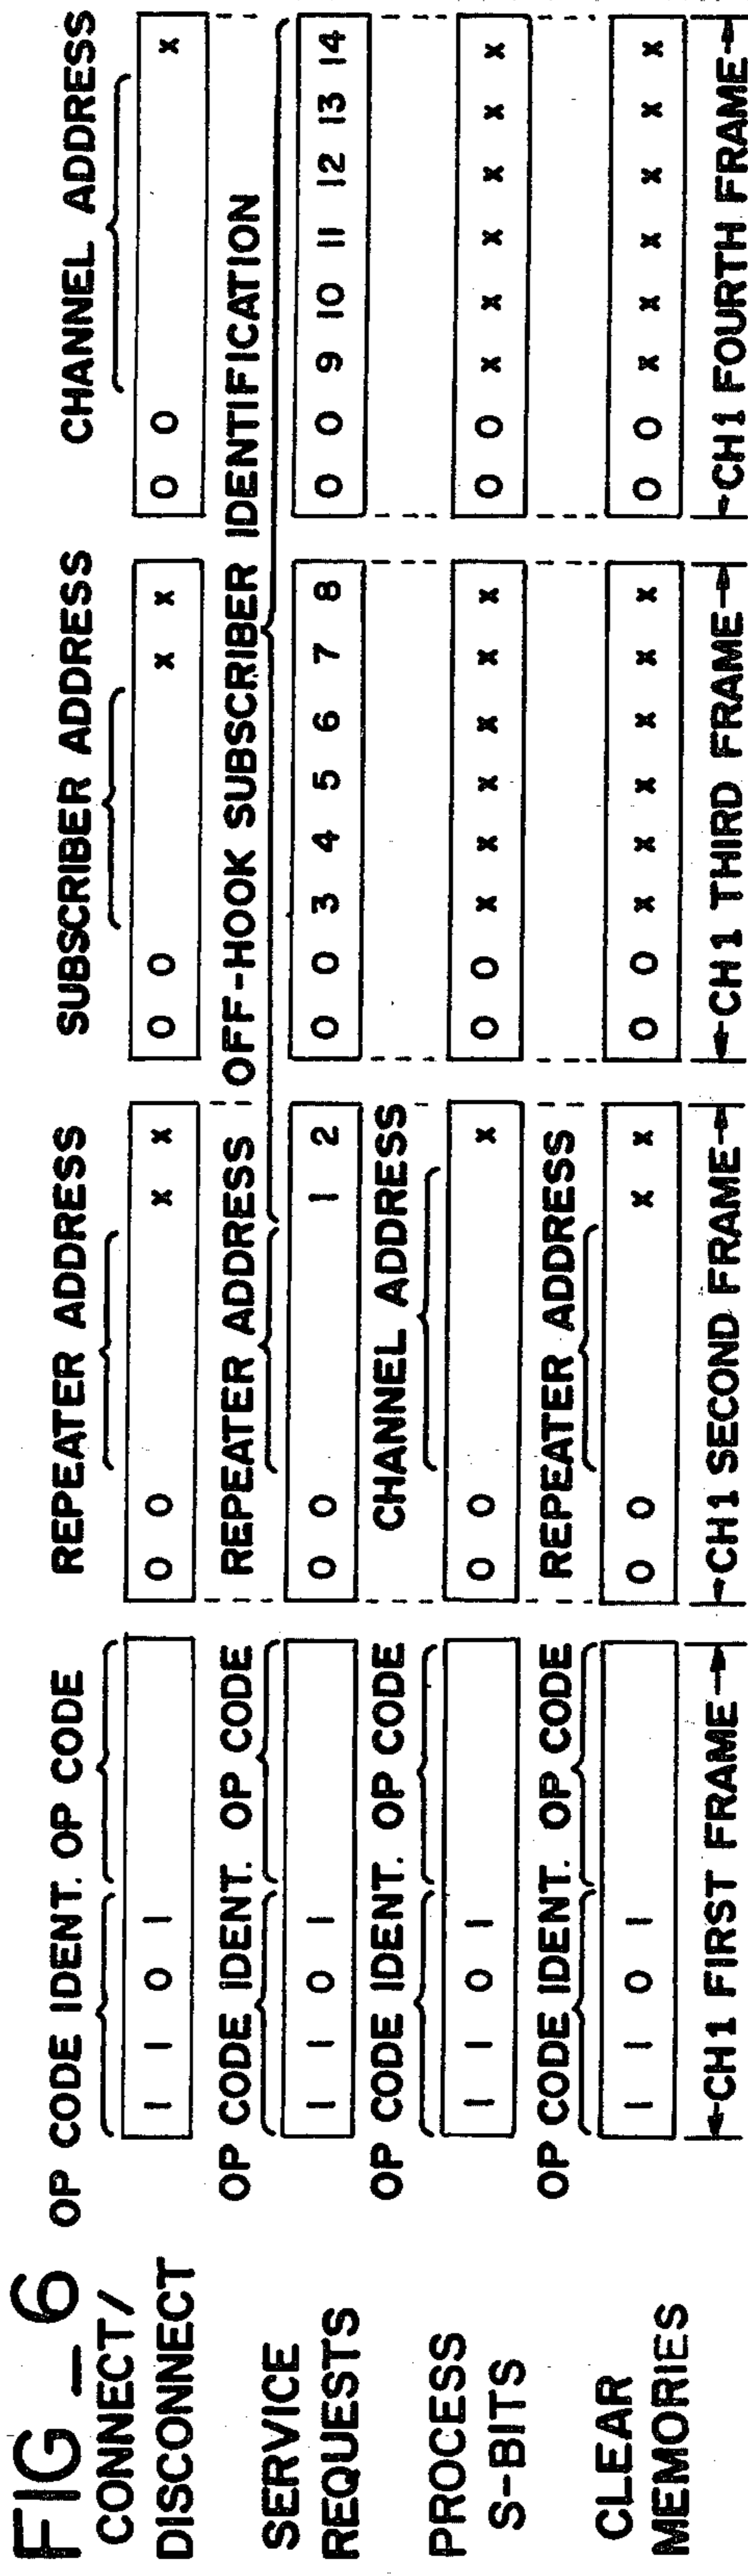 FIG_6
OP CODE IDENT. OP CODE REPEATER ADDRESS SUBSCRIBER ADDRESS CHANNEL ADDRESS
CONNECT/
DISCONNECT
1 1 0 1 0 0 x x 0 0 x x 0 0 x
OP CODE IDENT. OP CODE REPEATER ADDRESS OFF-HOOK SUBSCRIBER IDENTIFICATION
SERVICE
REQUESTS
1 1 0 1 0 0 1 2 0 0 3 4 5 6 7 8 0 0 9 10 11 12 13 14
OP CODE IDENT. OP CODE CHANNEL ADDRESS
PROCESS
S-BITS
1 1 0 1 0 0 x 0 0 x x x x x x 0 0 x x x x x x
OP CODE IDENT. OP CODE REPEATER ADDRESS
CLEAR
MEMORIES
1 1 0 1 0 0 x x 0 0 x x x x x x 0 0 x x x x x x
CH1 FIRST FRAME CH1 SECOND FRAME CH1 THIRD FRAME CH1 FOURTH FRAME